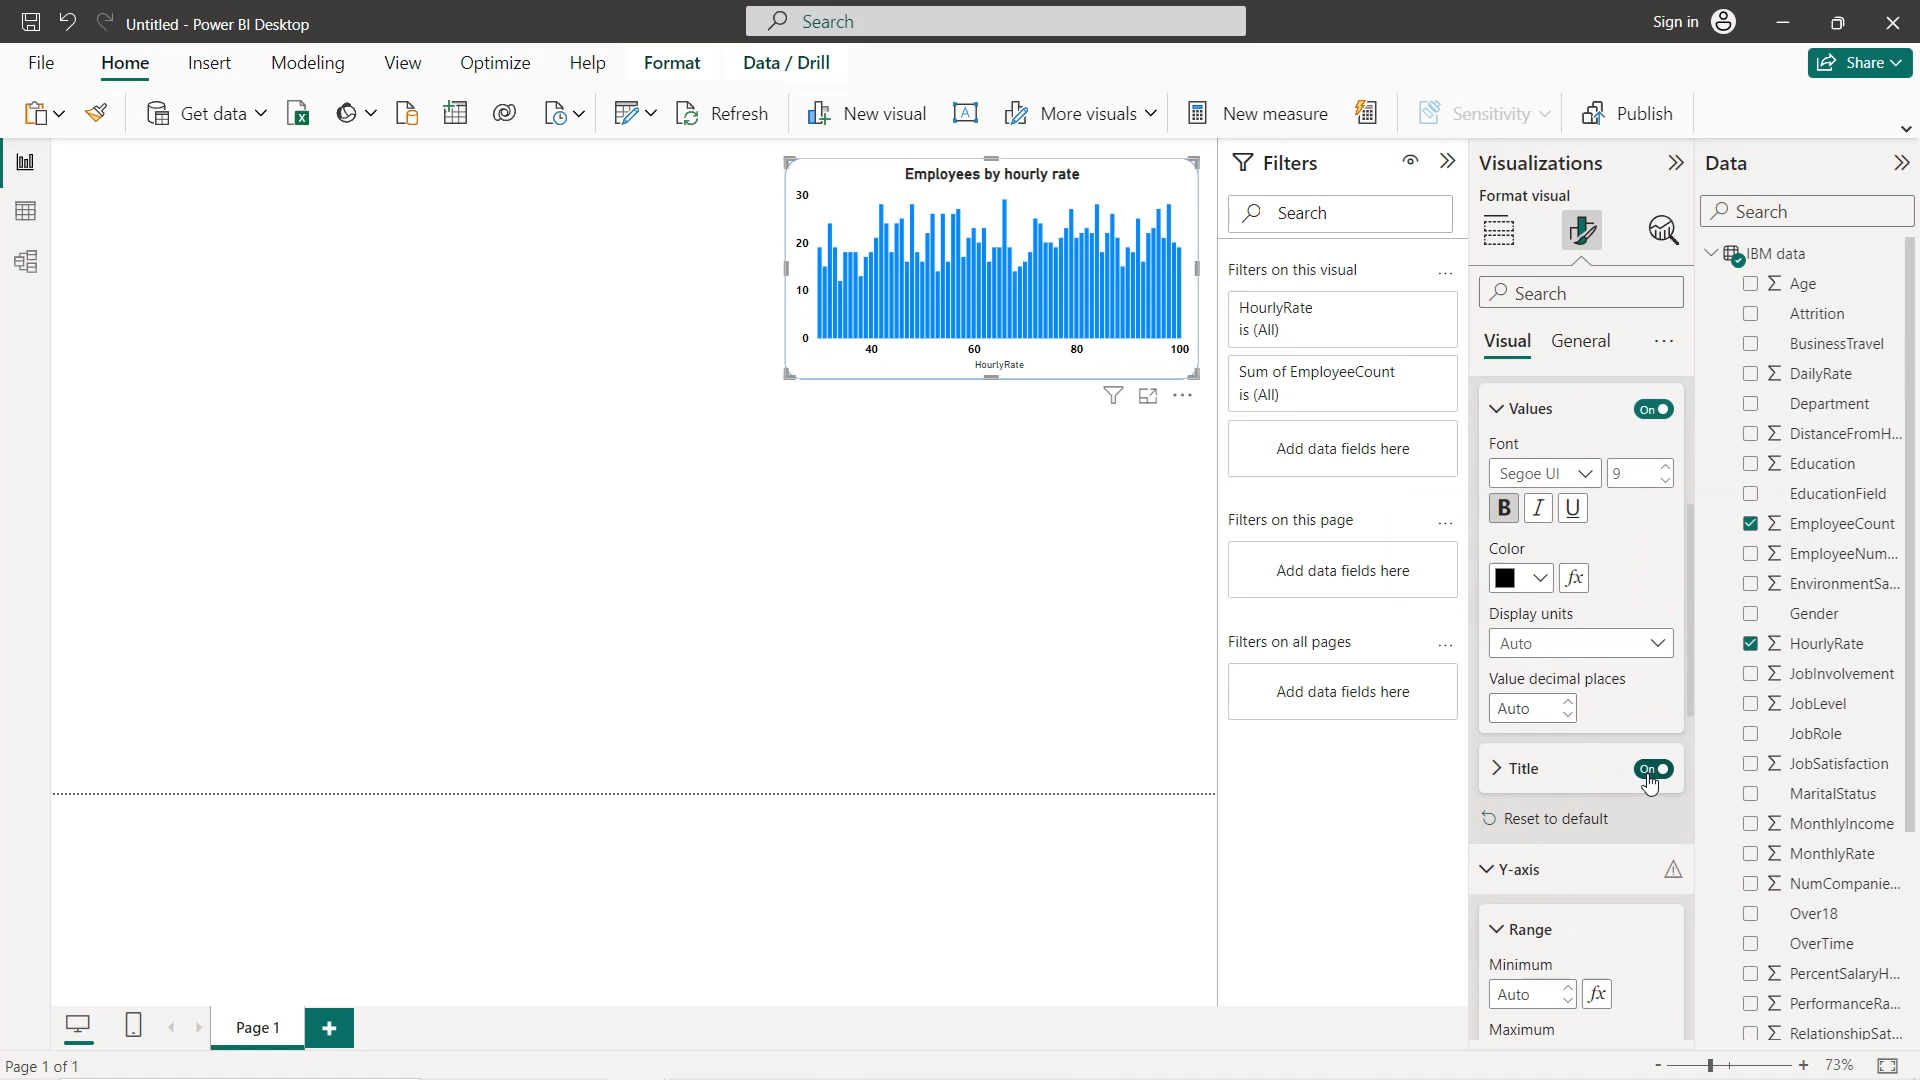 Untitled - Power BI Desktop
Search
Sign in
File Home Insert Modeling View Optimize Help Format Data / Drill
Share
Get data
Refresh
New visual
A
More visuals
New measure
Sensitivity
Publish
Employees by hourly rate
30
20
10
0
40 60 80 100
HourlyRate
Filters
Search
Filters on this visual ...
HourlyRate
is (All)
Sum of EmployeeCount
is (All)
Add data fields here
Filters on this page ...
Add data fields here
Filters on all pages ...
Add data fields here
Visualizations
Format visual
Search
Visual General ...
Values On
Font
Segoe UI 9
B I U
Color
fx
Display units
Auto
Value decimal places
Auto
Title On
Reset to default
Y-axis
Range
Minimum
Auto fx
Maximum
Data
Search
IBM data
Σ Age
Attrition
BusinessTravel
Σ DailyRate
Department
Σ DistanceFromH...
Σ Education
EducationField
Σ EmployeeCount
Σ EmployeeNum...
Σ EnvironmentSa...
Gender
Σ HourlyRate
Σ JobInvolvement
Σ JobLevel
JobRole
Σ JobSatisfaction
MaritalStatus
Σ MonthlyIncome
Σ MonthlyRate
Σ NumCompanie...
Over18
OverTime
Σ PercentSalaryH...
Σ PerformanceRa...
Σ RelationshipSat...
Page 1 +
Page 1 of 1
- + 73%